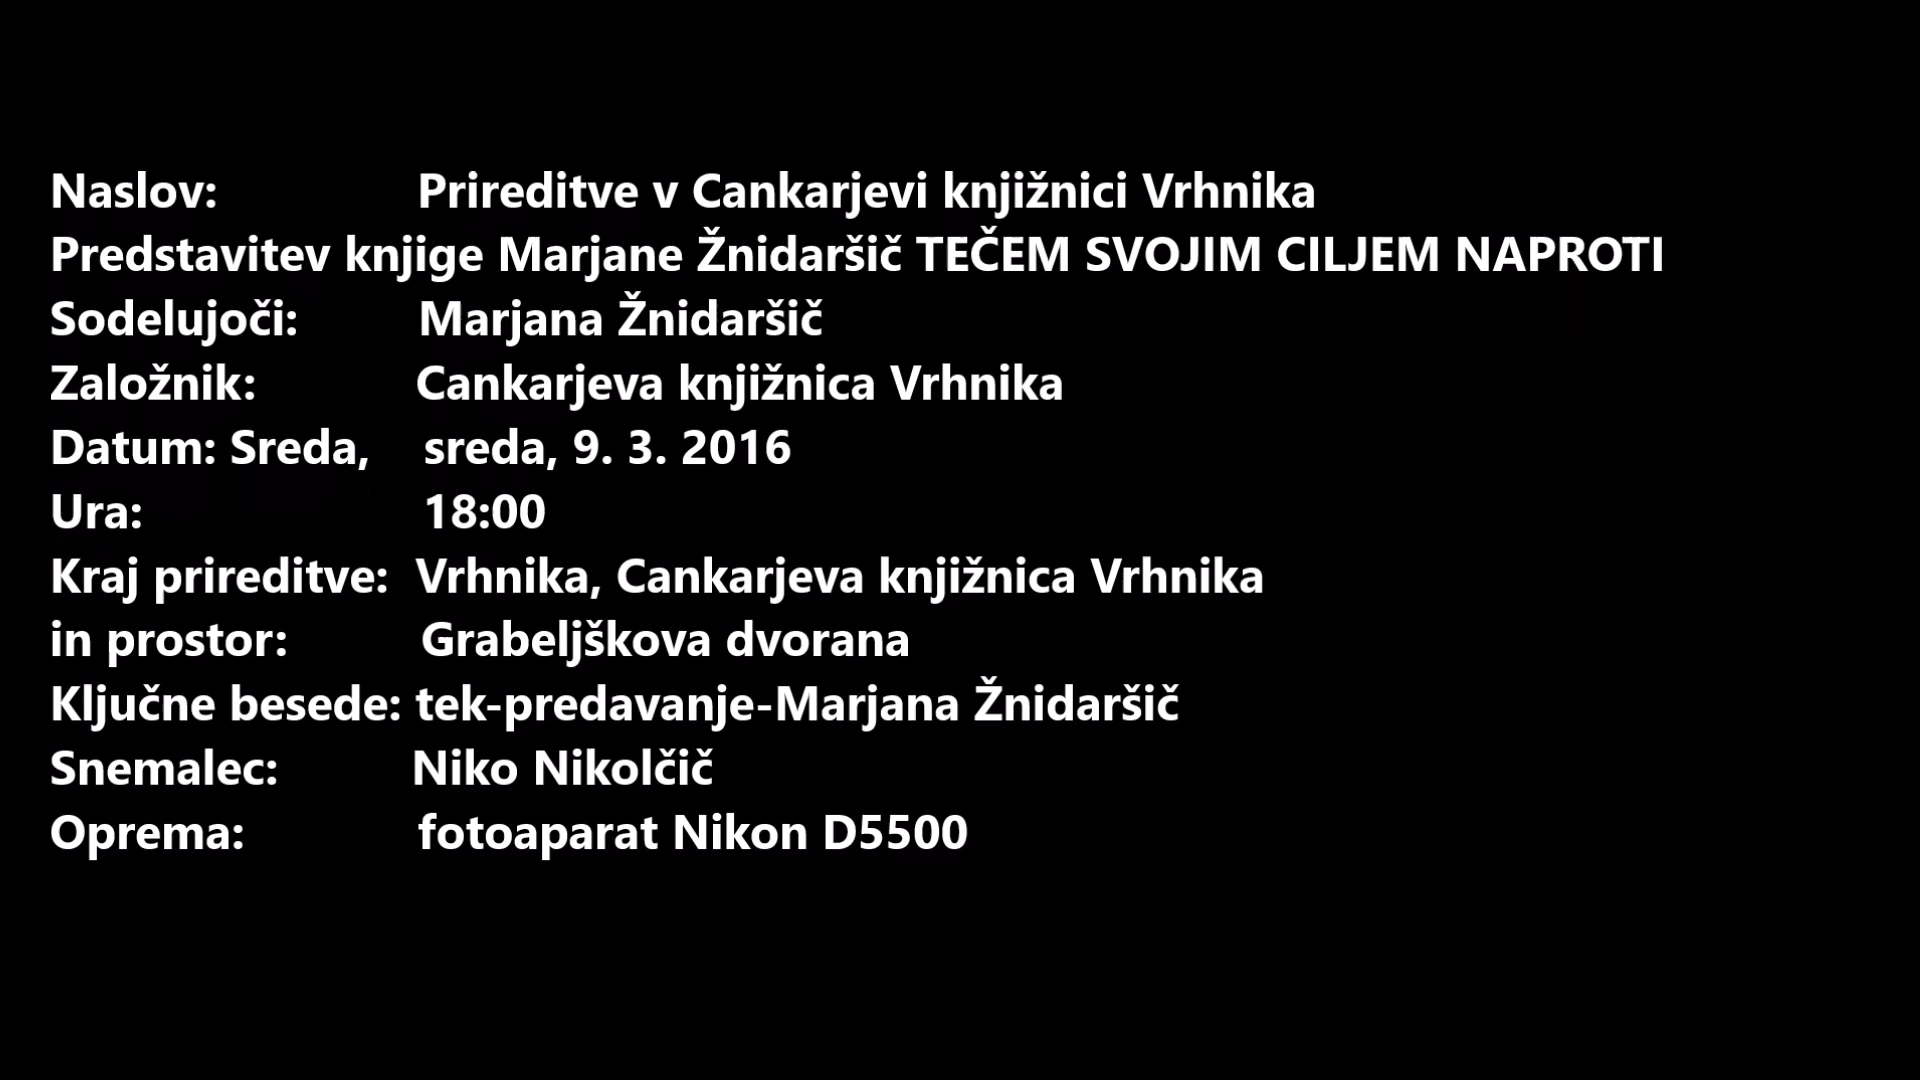 Naslov: Prireditve v Cankarjevi knjižnici Vrhnika
Predstavitev knjige Marjane Žnidaršič TEČEM SVOJIM CILJEM NAPROTI
Sodelujoči: Marjana Žnidaršič
Založnik: Cankarjeva knjižnica Vrhnika
Datum: Sreda, sreda, 9. 3. 2016
Ura: 18:00
Kraj prireditve: Vrhnika, Cankarjeva knjižnica Vrhnika
in prostor: Grabeljškova dvorana
Ključne besede: tek-predavanje-Marjana Žnidaršič
Snemalec: Niko Nikolčič
Oprema: fotoaparat Nikon D5500